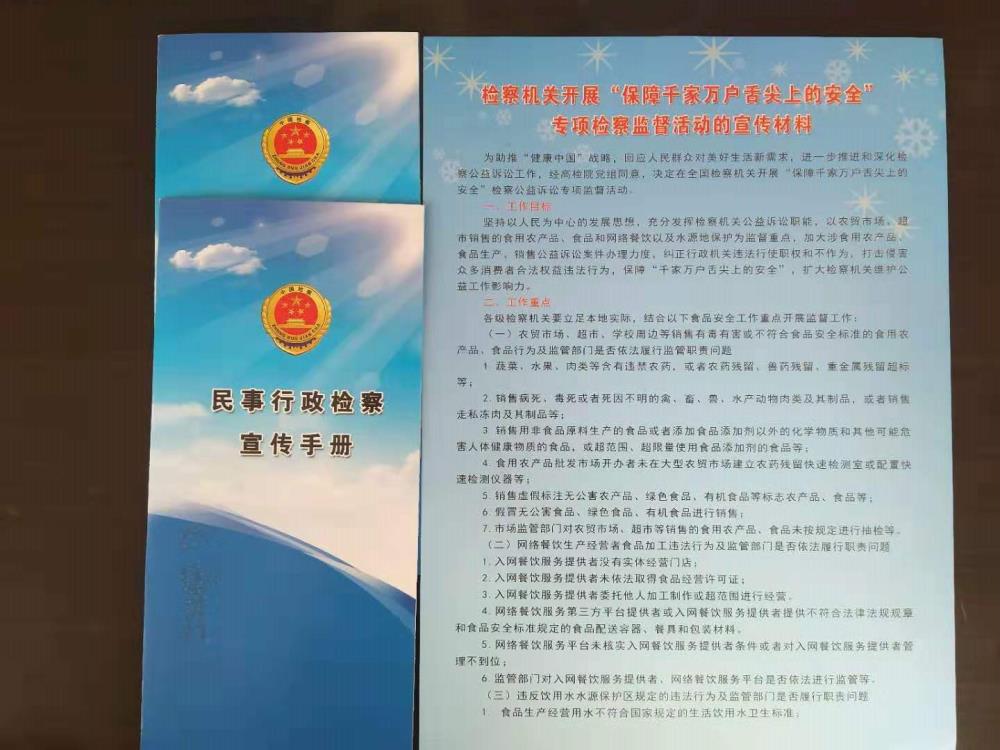 中国检察
中国检察
ZHONG GUO JIAN CHA
民事行政检察
宣传手册
检察机关开展“保障千家万户舌尖上的安全”
专项检察监督活动的宣传材料
为助推“健康中国”战略，回应人民群众对美好生活新需求，进一步推进和深化检
察公益诉讼工作，经高检院党组同意，决定在全国检察机关开展“保障千家万户舌尖上的
安全”检察公益诉讼专项监督活动。
一、工作目标
坚持以人民为中心的发展思想，充分发挥检察机关公益诉讼职能，以农贸市场、超
市销售的食用农产品、食品和网络餐饮以及水源地保护为监督重点，加大涉食用农产品、
食品生产、销售公益诉讼案件办理力度，纠正行政机关违法行使职权和不作为，打击侵害
众多消费者合法权益违法行为，保障“千家万户舌尖上的安全”，扩大检察机关维护公
益工作影响力。
二、工作重点
各级检察机关要立足本地实际，结合以下食品安全工作重点开展监督工作：
（一）农贸市场、超市、学校周边等销售有毒有害或不符合食品安全标准的食用农
产品、食品行为及监管部门是否依法履行监管职责问题
1.蔬菜、水果、肉类等含有违禁农药，或者农药残留、兽药残留、重金属残留超标
等；
2.销售病死、毒死或者死因不明的禽、畜、兽、水产动物肉类及其制品，或者销售
走私冻肉及其制品等；
3.销售用非食品原料生产的食品或者添加食品添加剂以外的化学物质和其他可能危
害人体健康物质的食品，或超范围、超限量使用食品添加剂的食品等；
4.食用农产品批发市场开办者未在大型农贸市场建立农药残留快速检测室或配置快
速检测仪器等；
5.销售虚假标注无公害农产品、绿色食品、有机食品等标志农产品、食品等；
6.假冒无公害食品、绿色食品、有机食品进行销售；
7.市场监管部门对农贸市场、超市等销售的食用农产品、食品未按规定进行抽检等。
（二）网络餐饮生产经营者食品加工违法行为及监管部门是否依法履行职责问题
1.入网餐饮服务提供者没有实体经营门店；
2.入网餐饮服务提供者未依法取得食品经营许可证；
3.入网餐饮服务提供者委托他人加工制作或超范围进行经营。
4.网络餐饮服务第三方平台提供者或入网餐饮服务提供者提供不符合法律法规规章
和食品安全标准规定的食品配送容器、餐具和包装材料。
5.网络餐饮服务平台未核实入网餐饮服务提供者条件或者对入网餐饮服务提供者管
理不到位；
6.监管部门对入网餐饮服务提供者、网络餐饮服务平台是否依法进行监管等。
（三）违反饮用水水源保护区规定的违法行为及监管部门是否履行职责问题
1. 食品生产经营用水不符合国家规定的生活饮用水卫生标准；